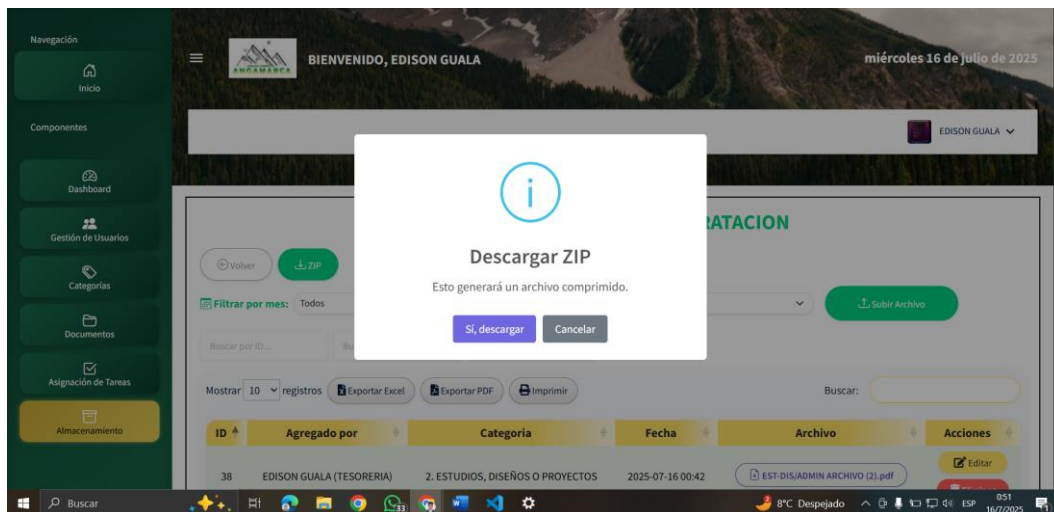 Navegación
Inicio
Componentes
Dashboard
Gestión de Usuarios
Categorías
Documentos
Asignación de Tareas
Almacenamiento
ANGAMARCA
BIENVENIDO, EDISON GUALA
miércoles 16 de julio de 2025
EDISON GUALA
Volver
ZIP
Filtrar por mes: Todos
Subir Archivo
Buscar por ID...
Descargar ZIP
Esto generará un archivo comprimido.
Sí, descargar Cancelar
Mostrar 10 registros Exportar Excel Exportar PDF Imprimir Buscar:
ID Agregado por Categoria Fecha Archivo Acciones
38 EDISON GUALA (TESORERIA) 2. ESTUDIOS, DISEÑOS O PROYECTOS 2025-07-16 00:42 EST-DIS/ADMIN ARCHIVO (2).pdf Editar
Buscar 33 8°C Despejado ESP 0:51
16/7/2025